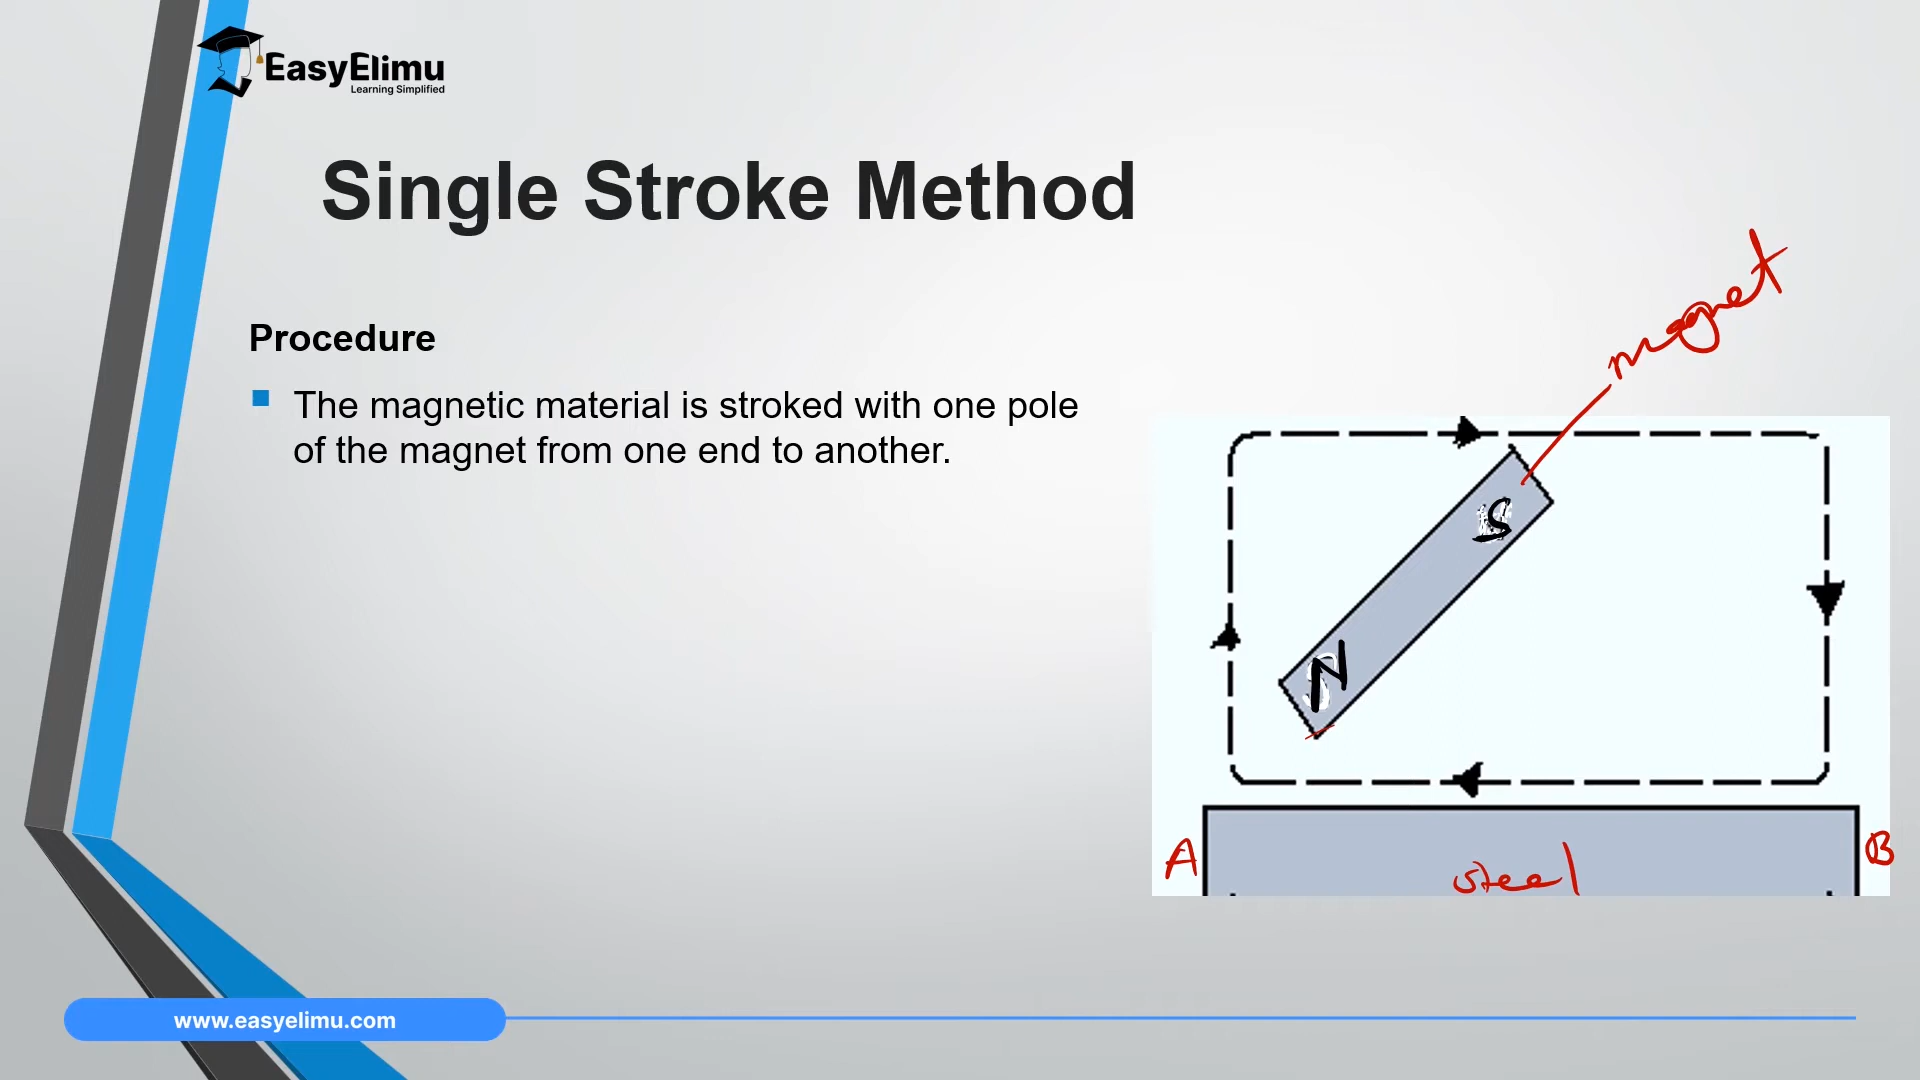 EasyElimu
Learning Simplified
Single Stroke Method
Procedure
The magnetic material is stroked with one pole
of the magnet from one end to another.
magnet
S
N
A
steel
B
www.easyelimu.com